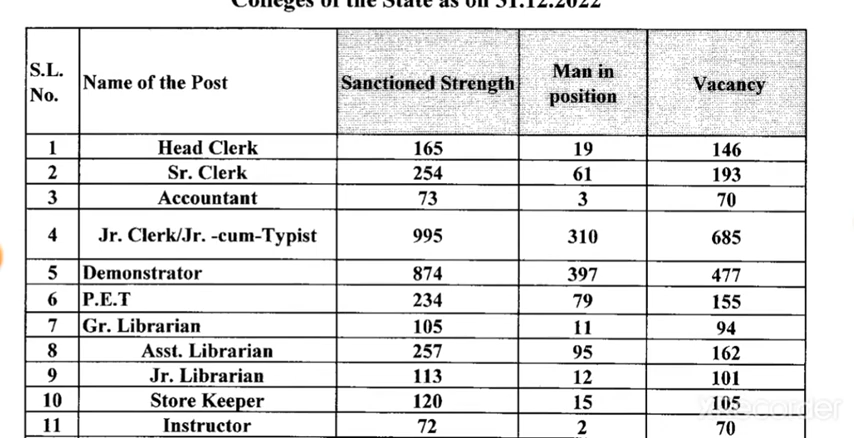 Colleges of the State as on 31.12.2022
S.L. No. Name of the Post Sanctioned Strength Man in position Vacancy
1 Head Clerk 165 19 146
2 Sr. Clerk 254 61 193
3 Accountant 73 3 70
4 Jr. Clerk/Jr. -cum-Typist 995 310 685
5 Demonstrator 874 397 477
6 P.E.T 234 79 155
7 Gr. Librarian 105 11 94
8 Asst. Librarian 257 95 162
9 Jr. Librarian 113 12 101
10 Store Keeper 120 15 105
11 Instructor 72 2 70
XRecorder